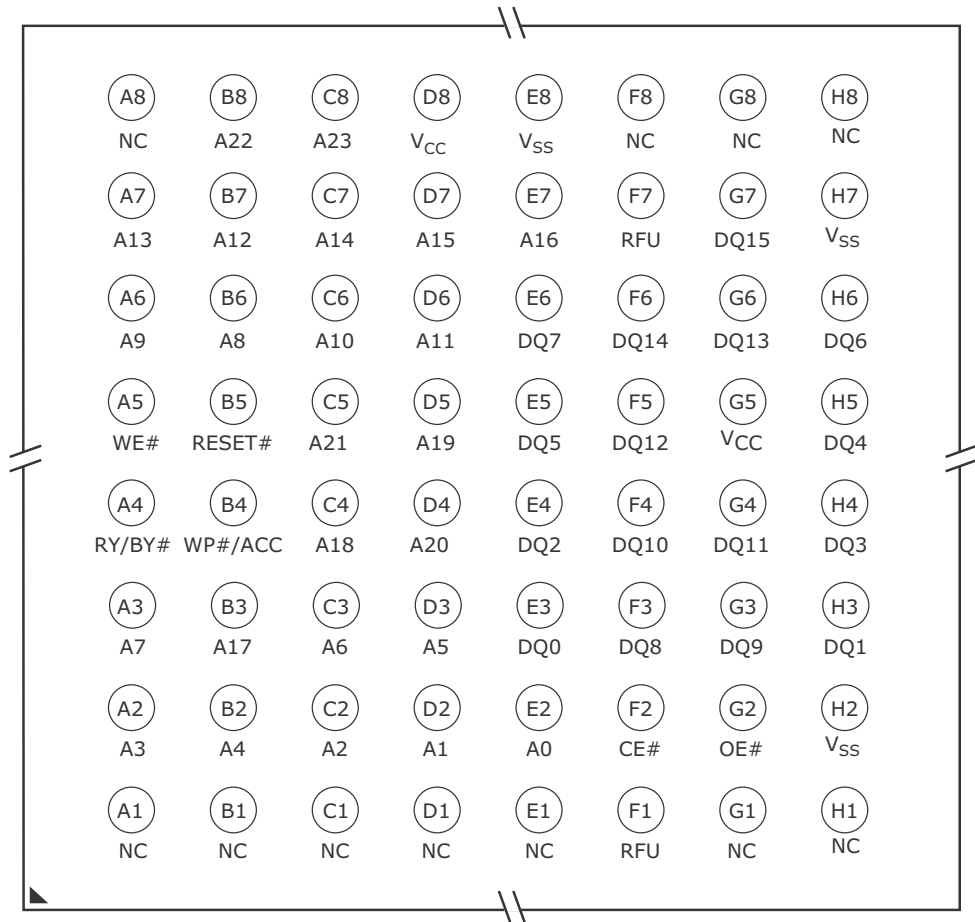 A8 B8 C8 D8 E8 F8 G8 H8
NC A22 A23 VCC VSS NC NC NC
A7 B7 C7 D7 E7 F7 G7 H7
A13 A12 A14 A15 A16 RFU DQ15 VSS
A6 B6 C6 D6 E6 F6 G6 H6
A9 A8 A10 A11 DQ7 DQ14 DQ13 DQ6
A5 B5 C5 D5 E5 F5 G5 H5
WE# RESET# A21 A19 DQ5 DQ12 VCC DQ4
A4 B4 C4 D4 E4 F4 G4 H4
RY/BY# WP#/ACC A18 A20 DQ2 DQ10 DQ11 DQ3
A3 B3 C3 D3 E3 F3 G3 H3
A7 A17 A6 A5 DQ0 DQ8 DQ9 DQ1
A2 B2 C2 D2 E2 F2 G2 H2
A3 A4 A2 A1 A0 CE# OE# VSS
A1 B1 C1 D1 E1 F1 G1 H1
NC NC NC NC NC RFU NC NC